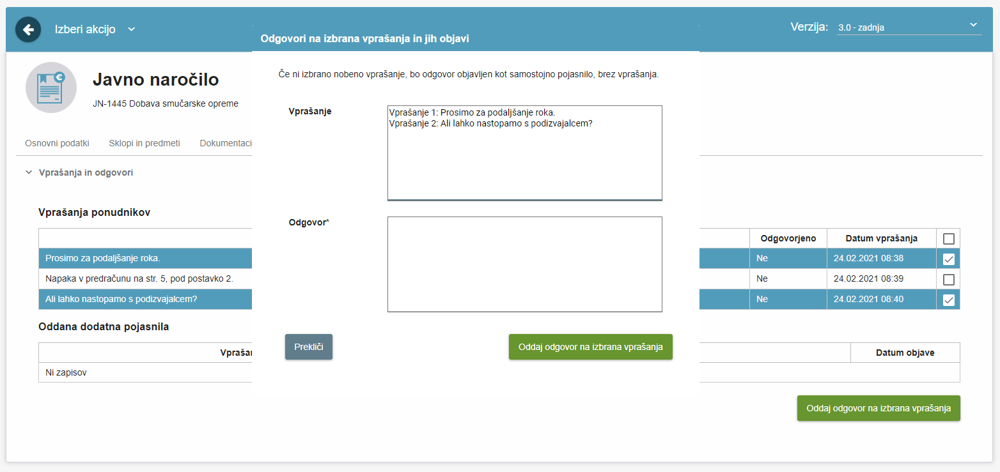 Izberi akcijo
Verzija: 3.0 - zadnja
Odgovori na izbrana vprašanja in jih objavi
Javno naročilo
JN-1445 Dobava smučarske opreme
Osnovni podatki Sklopi in predmeti Dokumentaci
Vprašanja in odgovori
Če ni izbrano nobeno vprašanje, bo odgovor objavljen kot samostojno pojasnilo, brez vprašanja.
Vprašanje
Vprašanje 1: Prosimo za podaljšanje roka.
Vprašanje 2: Ali lahko nastopamo s podizvajalcem?
Odgovor*
Prekliči
Oddaj odgovor na izbrana vprašanja
Vprašanja ponudnikov
Odgovorjeno Datum vprašanja
Prosimo za podaljšanje roka. Ne 24.02.2021 08:38
Napaka v predračunu na str. 5, pod postavko 2. Ne 24.02.2021 08:39
Ali lahko nastopamo s podizvajalcem? Ne 24.02.2021 08:40
Oddana dodatna pojasnila
Vprašan Datum objave
Ni zapisov
Oddaj odgovor na izbrana vprašanja